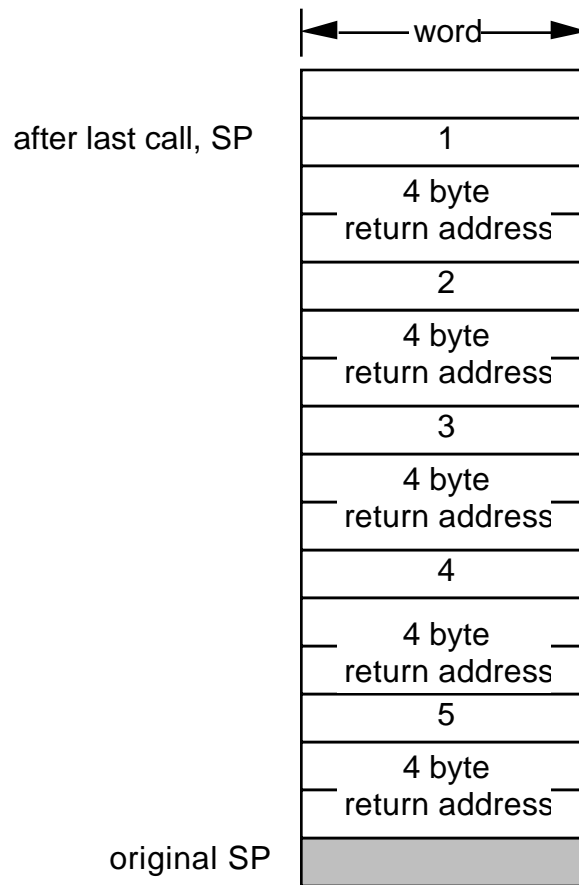 word
after last call, SP
1
4 byte
return address
2
4 byte
return address
3
4 byte
return address
4
4 byte
return address
5
4 byte
return address
original SP